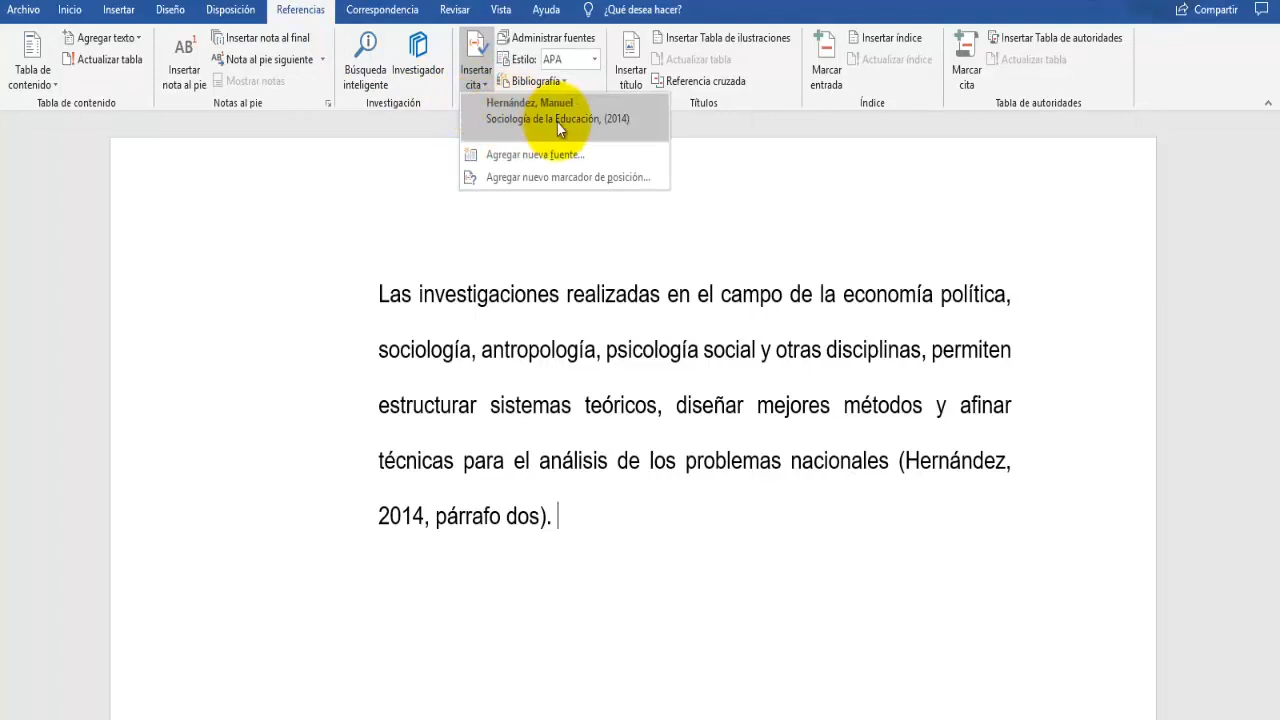 Archivo Inicio Insertar Diseño Disposición Referencias Correspondencia Revisar Vista Ayuda ¿Qué desea hacer? Compartir
Tabla de contenido
Agregar texto
Actualizar tabla
Tabla de contenido
AB1
Insertar nota al pie
Insertar nota al final
Nota al pie siguiente
Mostrar notas
Notas al pie
Búsqueda inteligente
Investigador
Investigación
Insertar cita
Administrar fuentes
Estilo: APA
Bibliografía
Hernández, Manuel
Sociología de la Educación, (2014)
Agregar nueva fuente...
Agregar nuevo marcador de posición...
Insertar título
Insertar Tabla de ilustraciones
Actualizar tabla
Referencia cruzada
Títulos
Marcar entrada
Insertar índice
Actualizar índice
Índice
Marcar cita
Insertar Tabla de autoridades
Actualizar tabla
Tabla de autoridades
Las investigaciones realizadas en el campo de la economía política,
sociología, antropología, psicología social y otras disciplinas, permiten
estructurar sistemas teóricos, diseñar mejores métodos y afinar
técnicas para el análisis de los problemas nacionales (Hernández,
2014, párrafo dos).